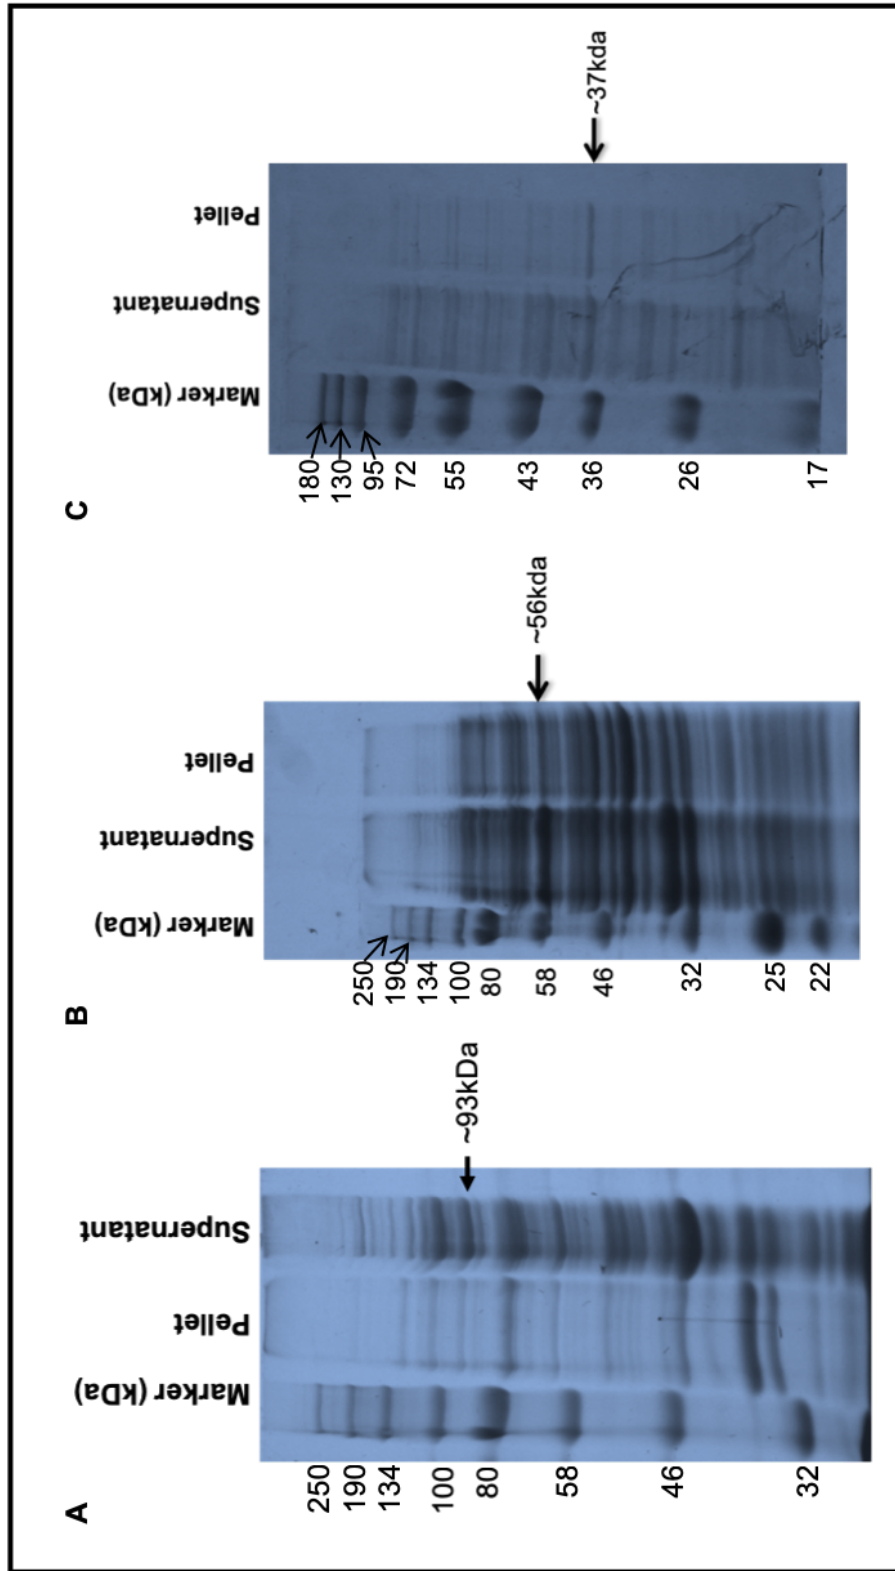 A
Marker (kDa)
Pellet
Supernatant
250
190
134
100
80
58
46
32
~93kDa
B
Marker (kDa)
Supernatant
Pellet
250
190
134
100
80
58
46
32
25
22
~56kda
C
Marker (kDa)
Supernatant
Pellet
180
130
95
72
55
43
36
26
17
~37kda